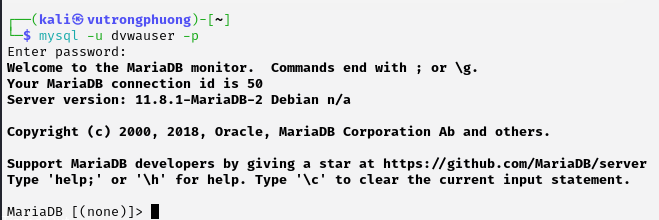 ┌──(kali㉿vutrongphuong)-[~]
└─$ mysql -u dvwauser -p
Enter password:
Welcome to the MariaDB monitor.  Commands end with ; or \g.
Your MariaDB connection id is 50
Server version: 11.8.1-MariaDB-2 Debian n/a
Copyright (c) 2000, 2018, Oracle, MariaDB Corporation Ab and others.
Support MariaDB developers by giving a star at https://github.com/MariaDB/server
Type 'help;' or '\h' for help. Type '\c' to clear the current input statement.
MariaDB [(none)]>